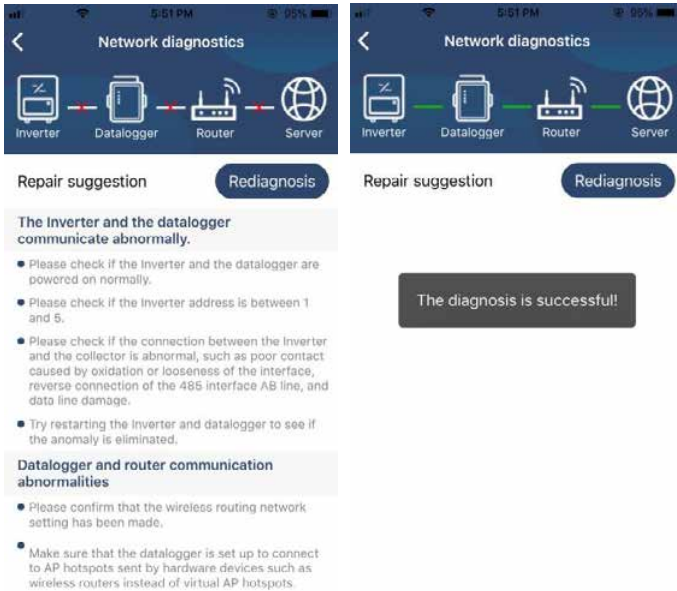 5:51 PM
95%
Network diagnostics
Inverter Datalogger Router Server
Repair suggestion Rediagnosis
The Inverter and the datalogger
communicate abnormally.
Please check if the Inverter and the datalogger are
powered on normally.
Please check if the Inverter address is between 1
and 5.
Please check if the connection between the Inverter
and the collector is abnormal, such as poor contact
caused by oxidation or looseness of the interface,
reverse connection of the 485 interface AB line, and
data line damage.
Try restarting the Inverter and datalogger to see if
the anomaly is eliminated.
Datalogger and router communication
abnormalities
Please confirm that the wireless routing network
setting has been made.
Make sure that the datalogger is set up to connect
to AP hotspots sent by hardware devices such as
wireless routers instead of virtual AP hotspots.
5:51 PM
95%
Network diagnostics
Inverter Datalogger Router Server
Repair suggestion Rediagnosis
The diagnosis is successful!